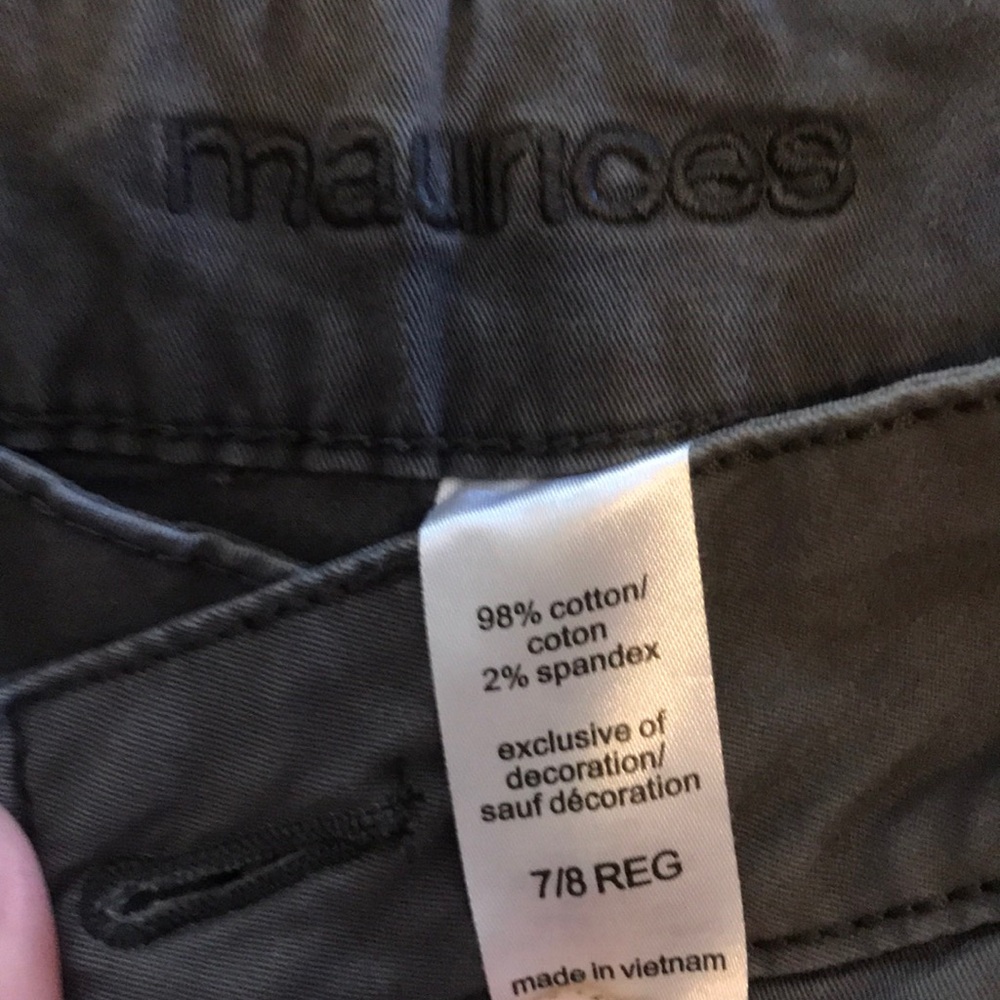 maurices
98% cotton/
coton
2% spandex
exclusive of
decoration/
sauf décoration
7/8 REG
made in vietnam